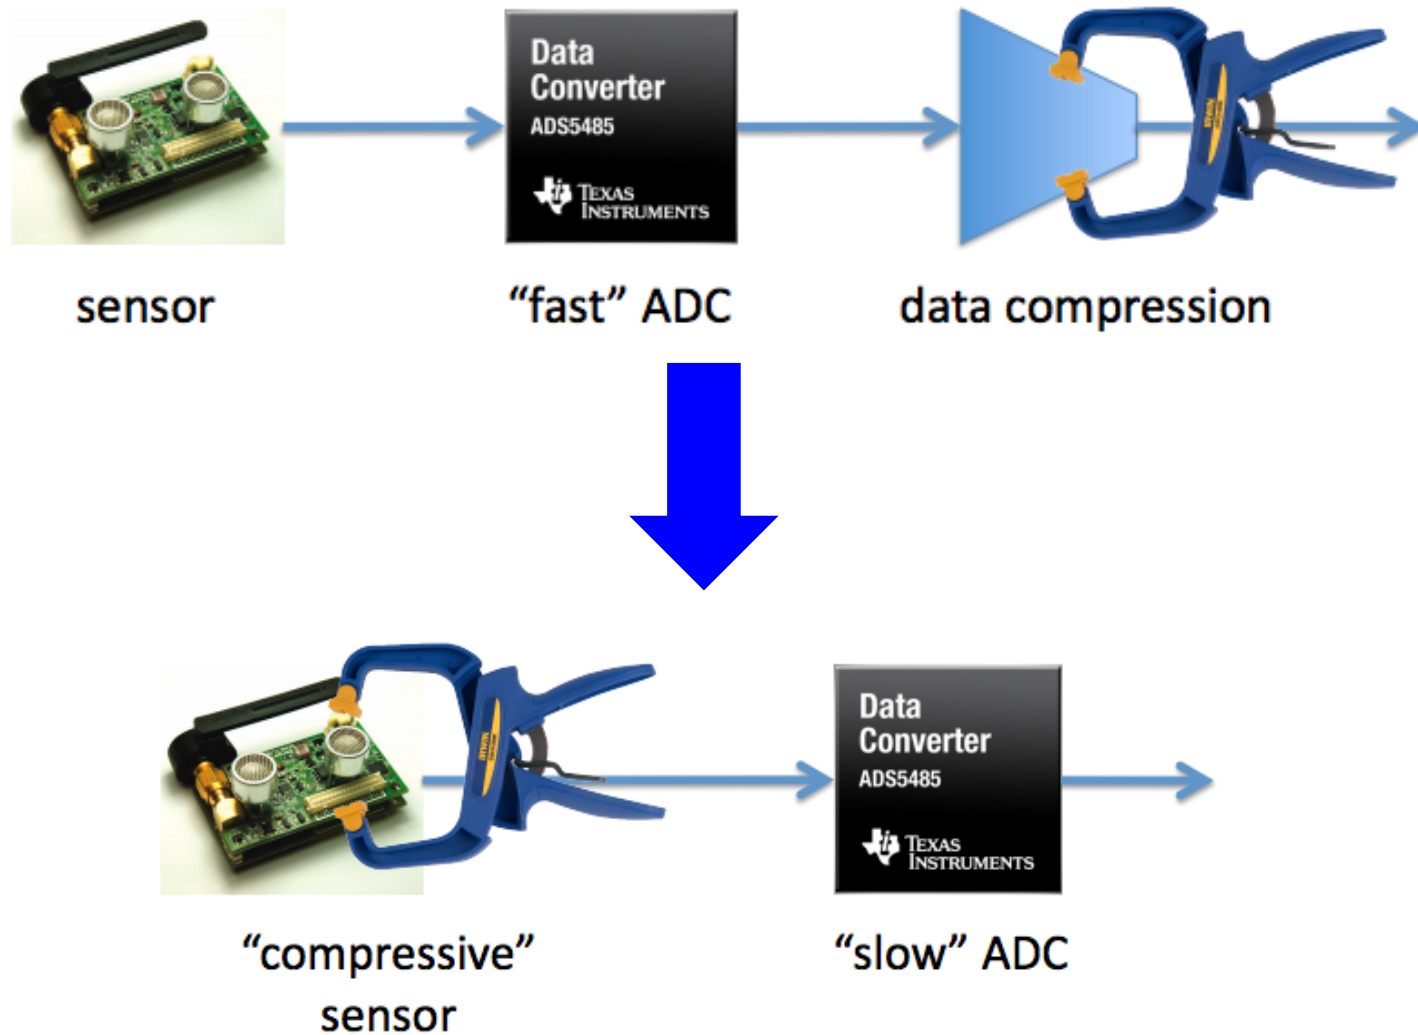 Data
Converter
ADS5485
TEXAS
INSTRUMENTS
sensor
“fast” ADC
data compression
Data
Converter
ADS5485
TEXAS
INSTRUMENTS
“compressive”
sensor
“slow” ADC